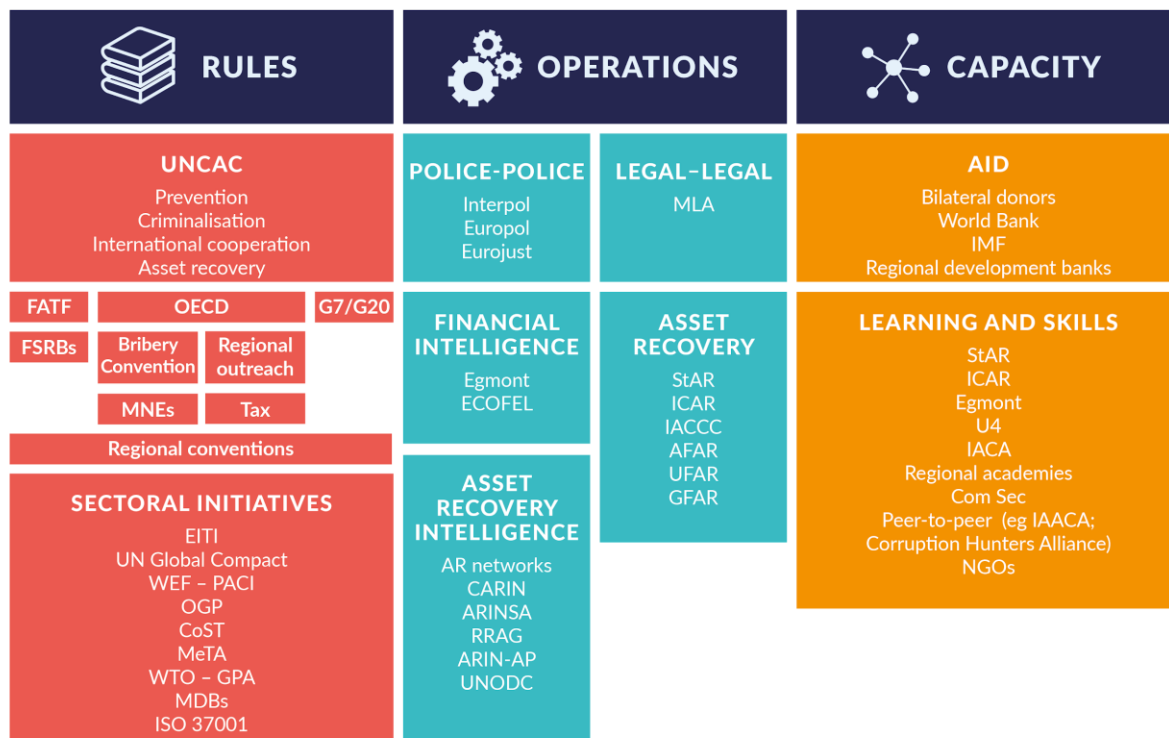 RULES
UNCAC
Prevention
Criminalisation
International cooperation
Asset recovery
FATF
OECD
G7/G20
FSRBs
Bribery
Convention
Regional
outreach
MNEs
Tax
Regional conventions
SECTORAL INITIATIVES
EITI
UN Global Compact
WEF – PACI
OGP
CoST
MeTA
WTO – GPA
MDBs
ISO 37001
OPERATIONS
POLICE-POLICE
Interpol
Europol
Eurojust
LEGAL–LEGAL
MLA
FINANCIAL
INTELLIGENCE
Egmont
ECOFEL
ASSET
RECOVERY
StAR
ICAR
IACCC
AFAR
UFAR
GFAR
ASSET
RECOVERY
INTELLIGENCE
AR networks
CARIN
ARINSA
RRAG
ARIN-AP
UNODC
CAPACITY
AID
Bilateral donors
World Bank
IMF
Regional development banks
LEARNING AND SKILLS
StAR
ICAR
Egmont
U4
IACA
Regional academies
Com Sec
Peer-to-peer (eg IAACA;
Corruption Hunters Alliance)
NGOs